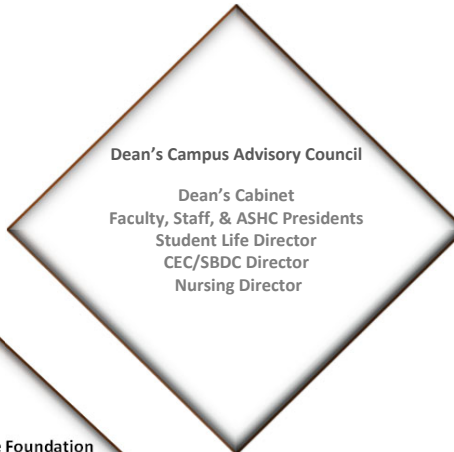 Dean’s Campus Advisory Council
Dean’s Cabinet
Faculty, Staff, & ASHC Presidents
Student Life Director
CEC/SBDC Director
Nursing Director
Foundation